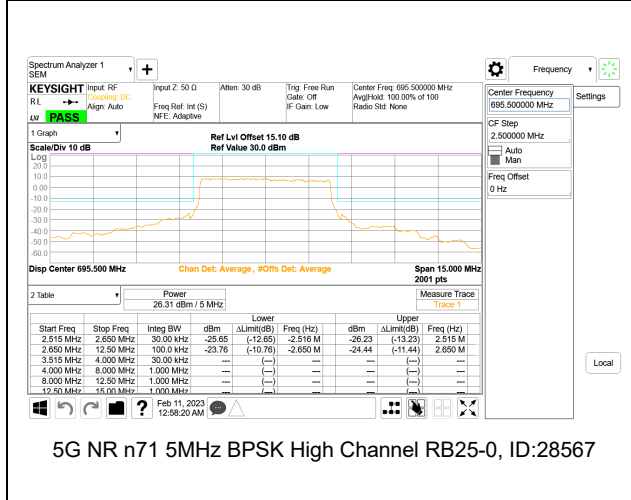 Spectrum Analyzer 1
SEM
+
Frequency
KEYSIGHT
RL
LXI PASS
Input: RF
Coupling: DC
Align: Auto
Input Z: 50 Ω
Freq Ref: Int (S)
NFE: Adaptive
Atten: 30 dB
Trig: Free Run
Gate: Off
IF Gain: Low
Center Freq: 695.500000 MHz
Avg|Hold: 100.00% of 100
Radio Std: None
Center Frequency
695.500000 MHz
Settings
CF Step
2.500000 MHz
Auto
Man
Freq Offset
0 Hz
1 Graph
Scale/Div 10 dB
Ref Lvl Offset 15.10 dB
Ref Value 30.0 dBm
Log
20.0
10.0
0.00
-10.0
-20.0
-30.0
-40.0
-50.0
-60.0
Disp Center 695.500 MHz
Chan Det: Average, #Offs Det: Average
Span 15.000 MHz
2001 pts
2 Table
Power
26.31 dBm / 5 MHz
Measure Trace
Trace 1
Lower Upper
Start Freq Stop Freq Integ BW dBm ΔLimit(dB) Freq (Hz) dBm ΔLimit(dB) Freq (Hz)
2.515 MHz 2.650 MHz 30.00 kHz -25.65 (-12.65) -2.516 M -26.23 (-13.23) 2.515 M
2.650 MHz 12.50 MHz 100.0 kHz -23.76 (-10.76) -2.650 M -24.44 (-11.44) 2.650 M
3.515 MHz 4.000 MHz 30.00 kHz --- (---) --- --- (---) ---
4.000 MHz 8.000 MHz 1.000 MHz --- (---) --- --- (---) ---
8.000 MHz 12.50 MHz 1.000 MHz --- (---) --- --- (---) ---
12.50 MHz 15.00 MHz 1.000 MHz --- (---) --- --- (---) ---
Local
?
Feb 11, 2023
12:58:20 AM
5G NR n71 5MHz BPSK High Channel RB25-0, ID:28567